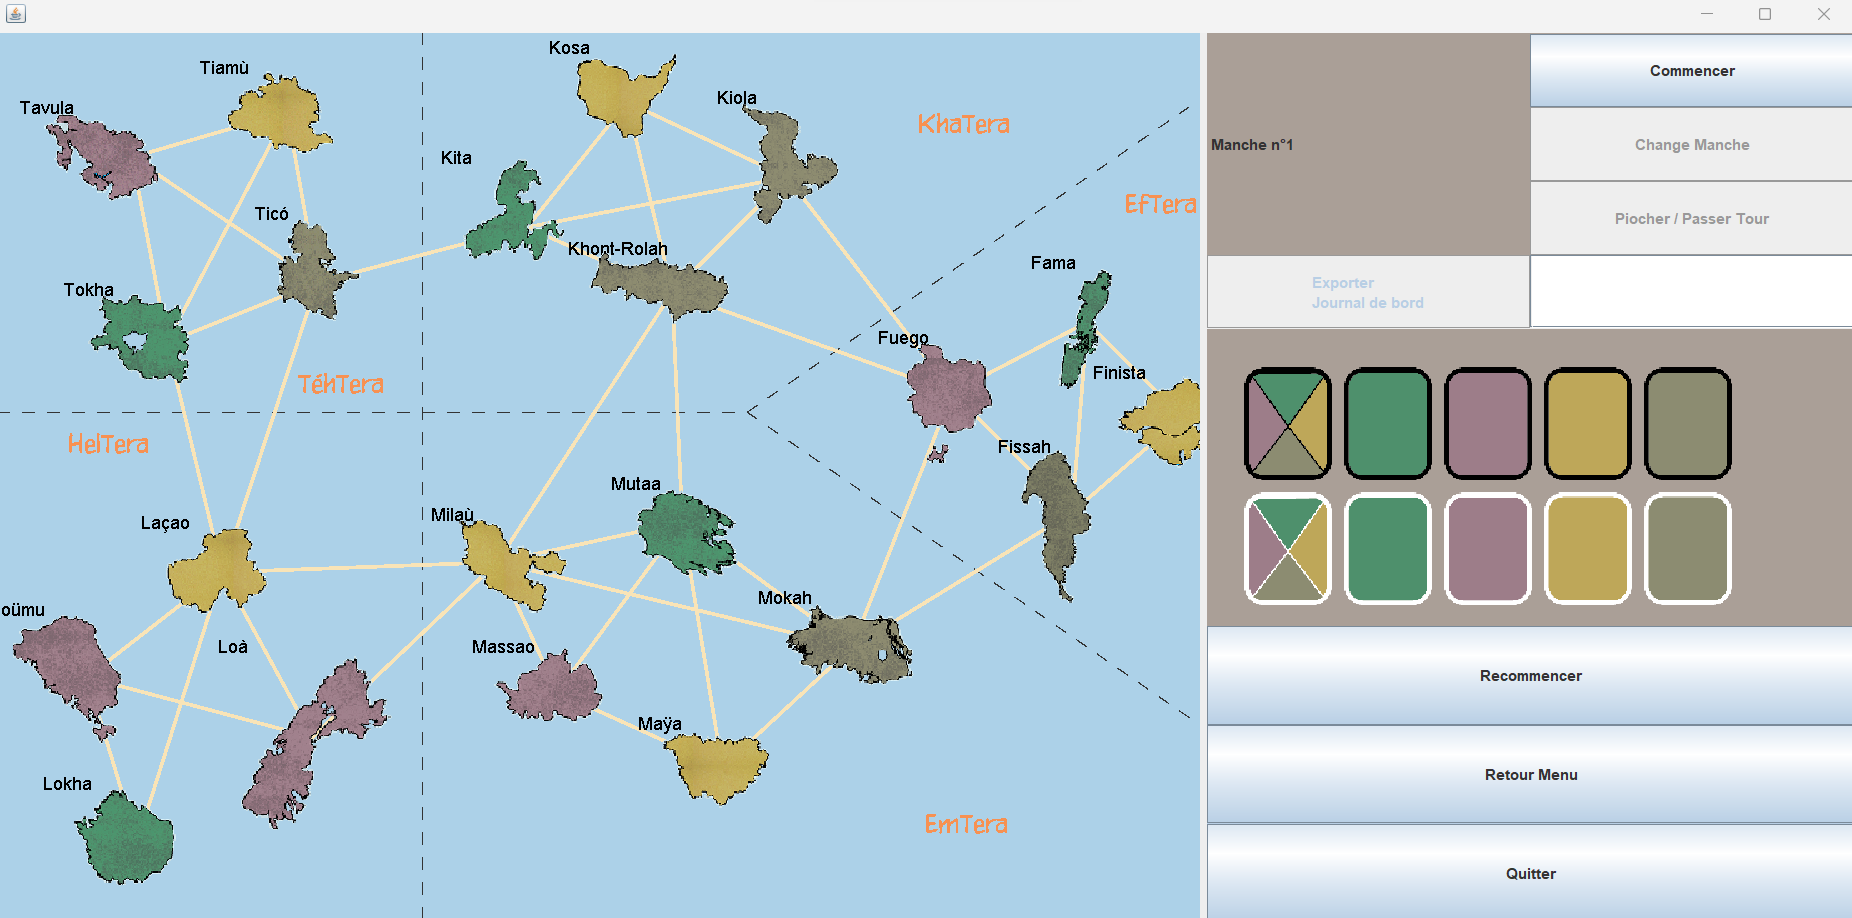 Kosa
Tiamù
Tavula
Kiola
KhaTera
Kita
EfTera
Ticó
Khont-Rolah
Fama
Tokha
Fuego
Finista
TéhTera
HelTera
Fissah
Mutaa
Laçao
Milaù
Mokah
oümu
Loà
Massao
Maÿa
Lokha
EmTera
Commencer
Manche n°1
Change Manche
Piocher / Passer Tour
Exporter
Journal de bord
Recommencer
Retour Menu
Quitter